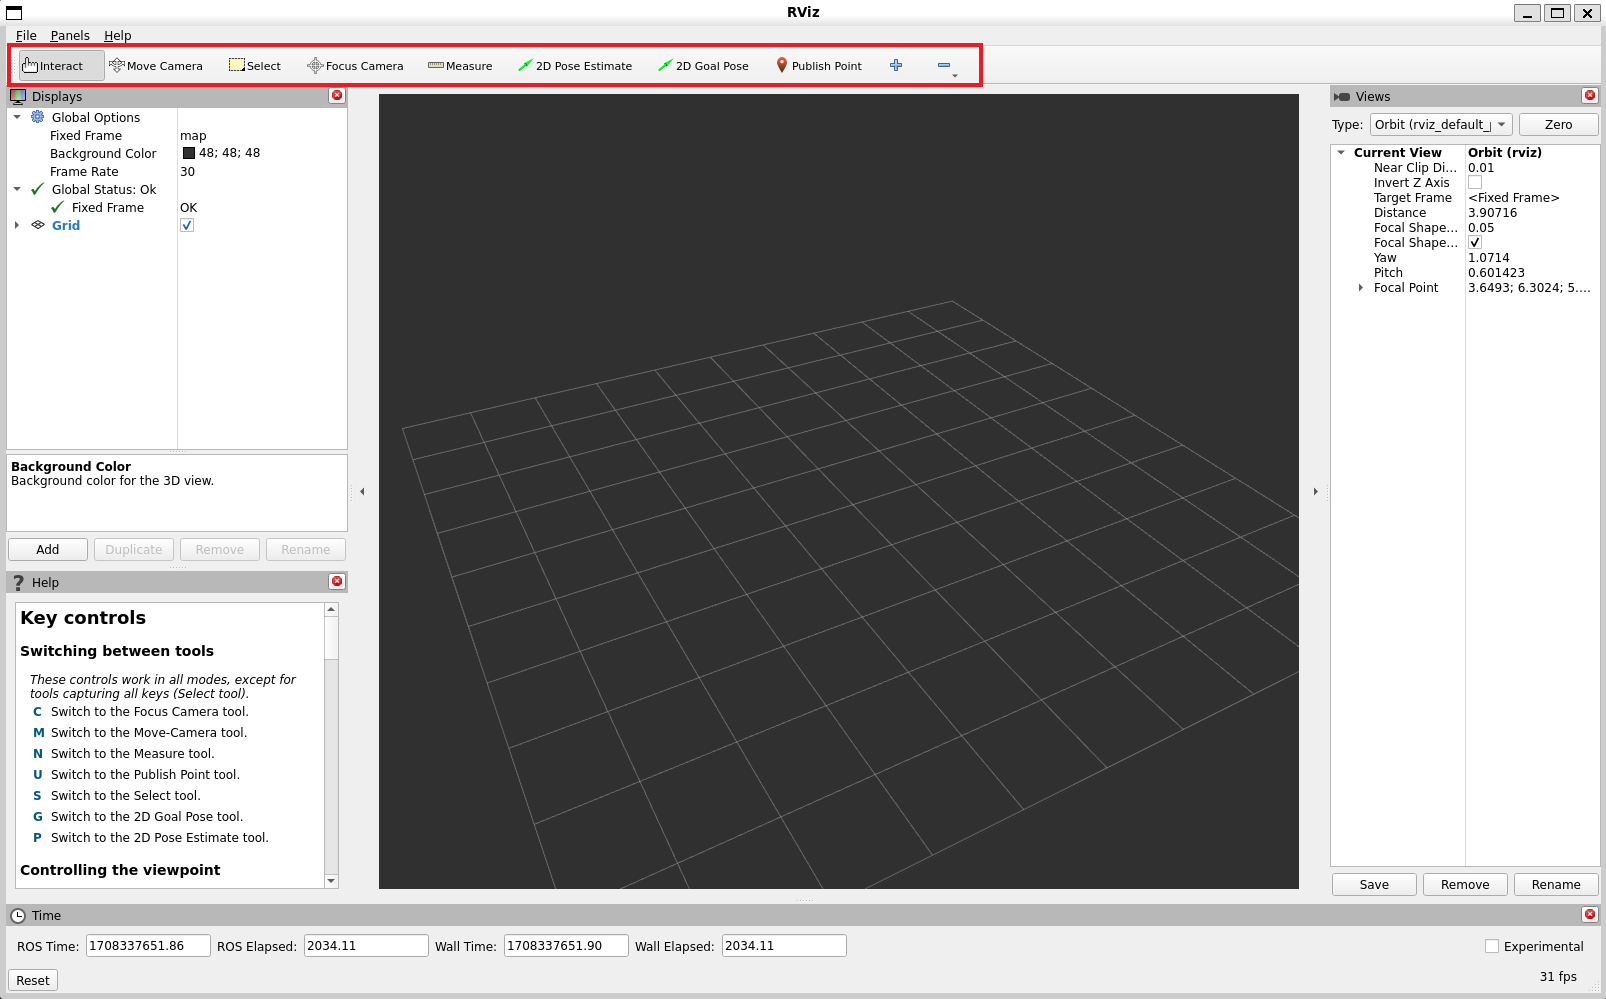 RViz
File Panels Help
Interact Move Camera Select Focus Camera Measure 2D Pose Estimate 2D Goal Pose Publish Point
Displays
Global Options
Fixed Frame map
Background Color 48; 48; 48
Frame Rate 30
Global Status: Ok
Fixed Frame OK
Grid
Background Color
Background color for the 3D view.
Add Duplicate Remove Rename
Help
Key controls
Switching between tools
These controls work in all modes, except for
tools capturing all keys (Select tool).
C Switch to the Focus Camera tool.
M Switch to the Move-Camera tool.
N Switch to the Measure tool.
U Switch to the Publish Point tool.
S Switch to the Select tool.
G Switch to the 2D Goal Pose tool.
P Switch to the 2D Pose Estimate tool.
Controlling the viewpoint
Views
Type: Orbit (rviz_default_ Zero
Current View Orbit (rviz)
Near Clip Di... 0.01
Invert Z Axis
Target Frame <Fixed Frame>
Distance 3.90716
Focal Shape... 0.05
Focal Shape...
Yaw 1.0714
Pitch 0.601423
Focal Point 3.6493; 6.3024; 5....
Save Remove Rename
Time
ROS Time: 1708337651.86 ROS Elapsed: 2034.11 Wall Time: 1708337651.90 Wall Elapsed: 2034.11 Experimental
Reset 31 fps